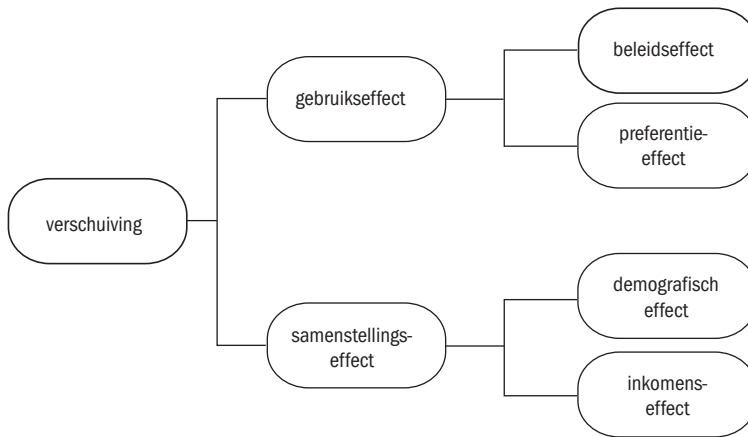 verschuiving
gebruikseffect
beleidseffect
preferentie-
effect
samenstellings-
effect
demografisch
effect
inkomens-
effect